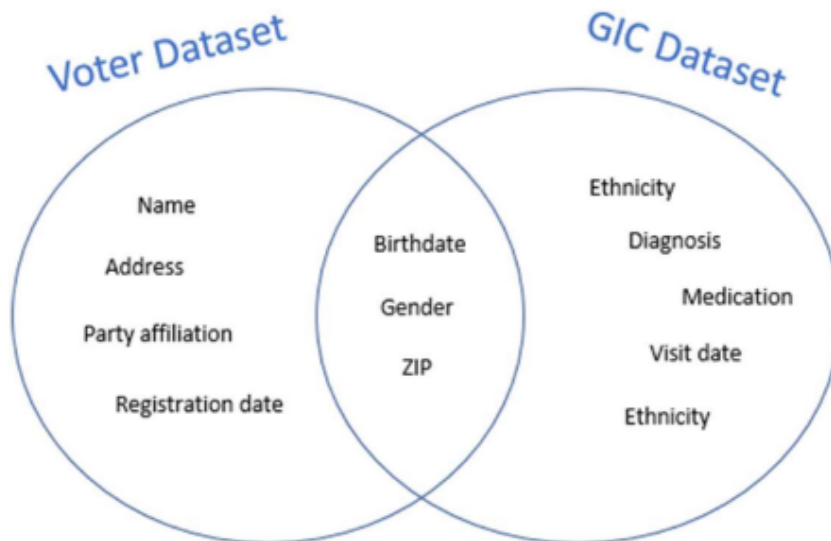 Voter Dataset
GIC Dataset
Name
Address
Party affiliation
Registration date
Birthdate
Gender
ZIP
Ethnicity
Diagnosis
Medication
Visit date
Ethnicity